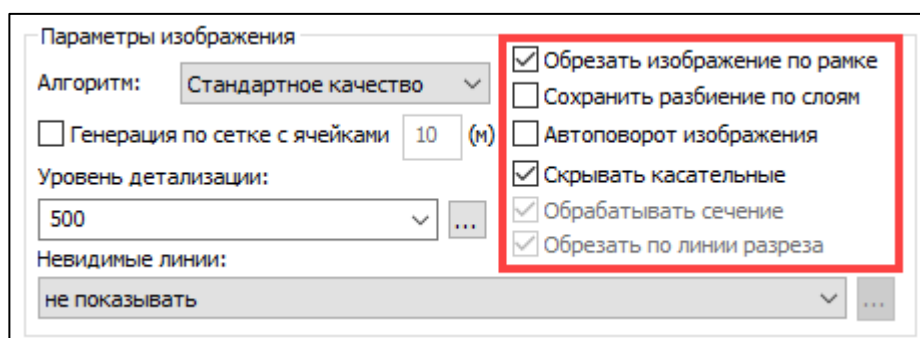 Параметры изображения
Алгоритм: Стандартное качество
Генерация по сетке с ячейками 10 (м)
Уровень детализации:
500 ...
Невидимые линии:
не показывать ...
Обрезать изображение по рамке
Сохранить разбиение по слоям
Автоповорот изображения
Скрывать касательные
Обрабатывать сечение
Обрезать по линии разреза